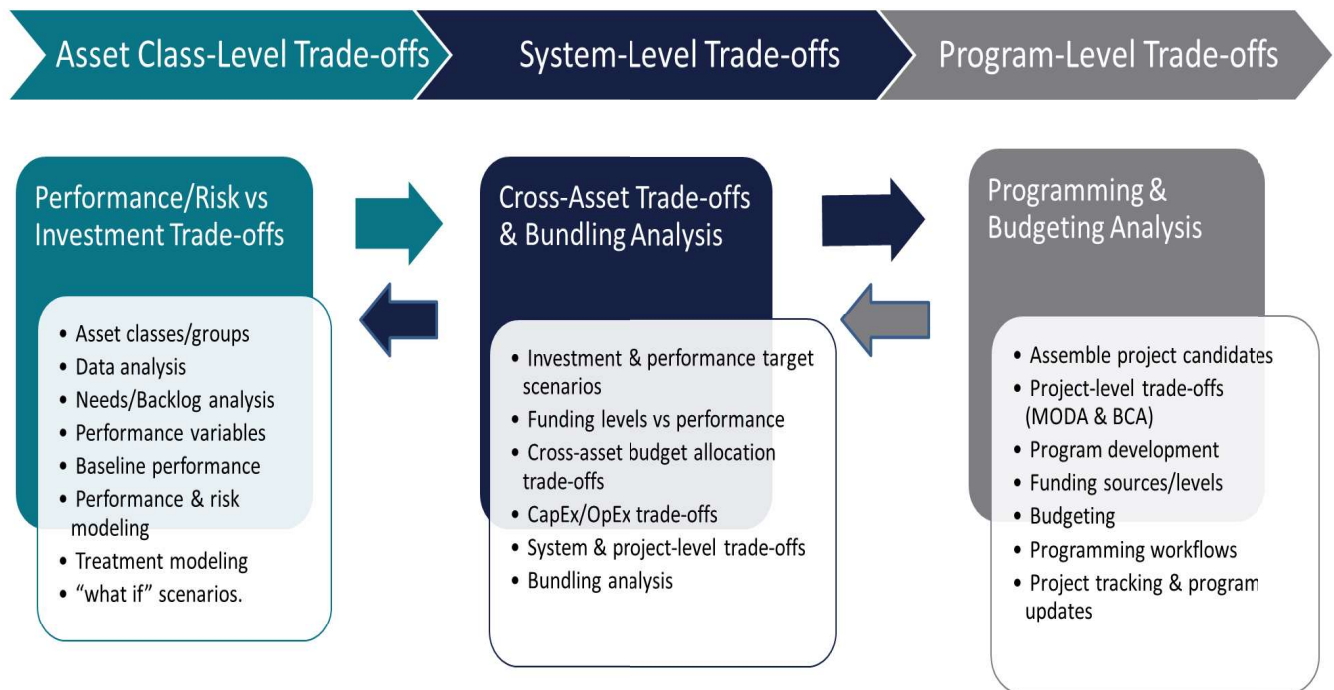 Asset Class-Level Trade-offs
System-Level Trade-offs
Program-Level Trade-offs
Performance/Risk vs
Investment Trade-offs
• Asset classes/groups
• Data analysis
• Needs/Backlog analysis
• Performance variables
• Baseline performance
• Performance & risk
modeling
• Treatment modeling
• “what if” scenarios.
Cross-Asset Trade-offs
& Bundling Analysis
• Investment & performance target
scenarios
• Funding levels vs performance
• Cross-asset budget allocation
trade-offs
• CapEx/OpEx trade-offs
• System & project-level trade-offs
• Bundling analysis
Programming &
Budgeting Analysis
• Assemble project candidates
• Project-level trade-offs
(MODA & BCA)
• Program development
• Funding sources/levels
• Budgeting
• Programming workflows
• Project tracking & program
updates